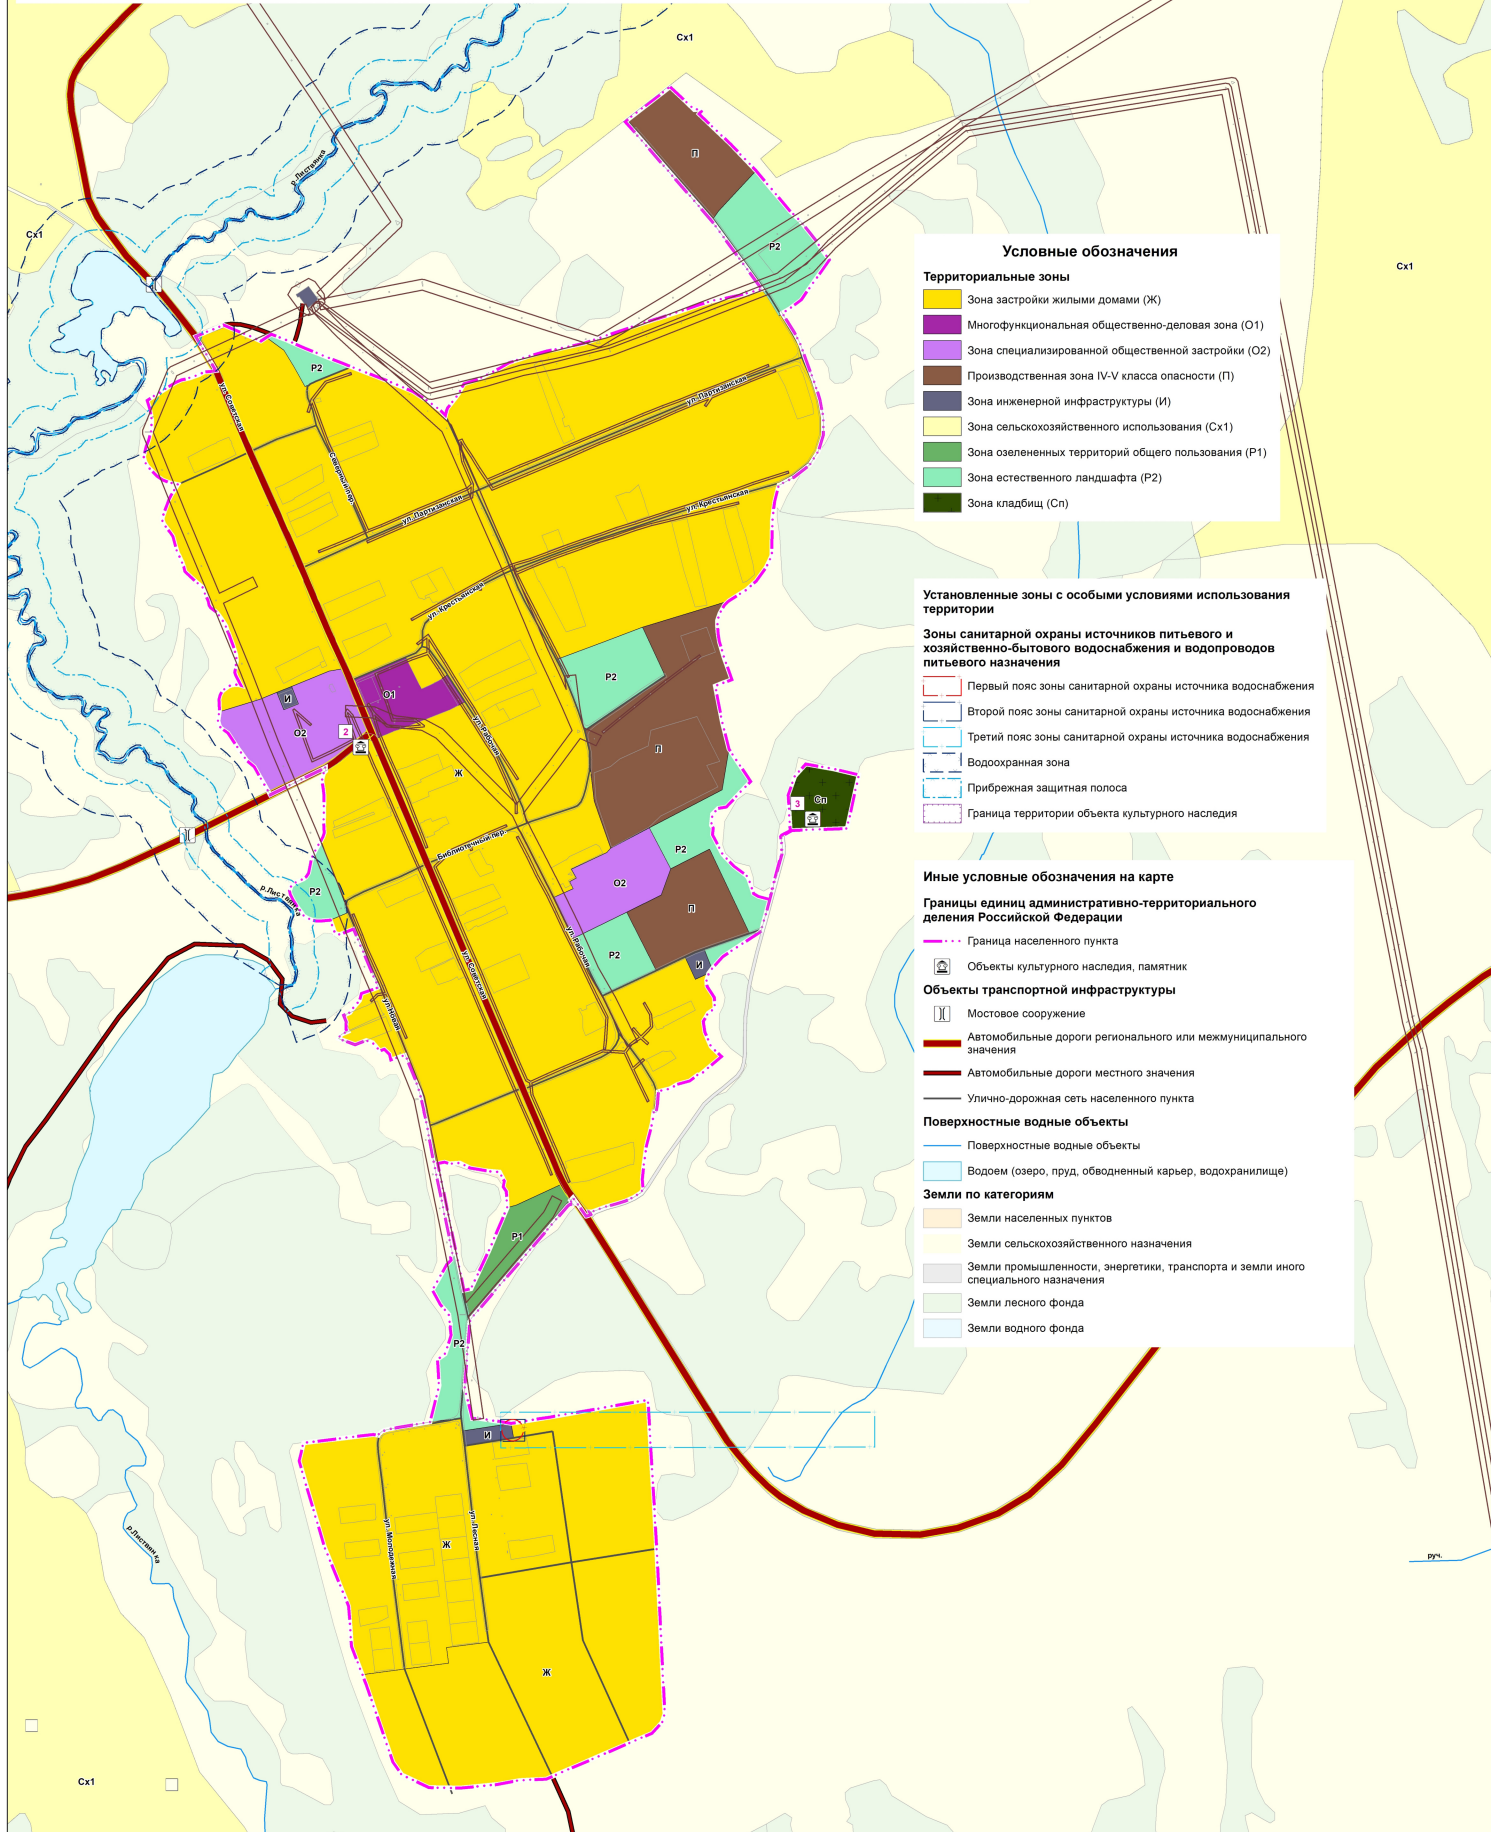 Сх1
р.Листвянка
П
Сх1
Р2
Сх1
Р2
ул.Советская
ул.Партизанская
Северный пер.
ул.Партизанская
ул.Крестьянская
ул.Крестьянская
Р2
О1
И
О2
2
ул.Рабочая
П
Ж
Сп
3
Библиотечный пер.
Р2
О2
Р2
р.Листвянка
П
ул.Рабочая
Р2
И
ул.Советская
ул.Новая
Р1
Р2
И
ул.Молодежная
ул.Лесная
Ж
р.Листвянка
руч.
Ж
Сх1
Условные обозначения
Территориальные зоны
Зона застройки жилыми домами (Ж)
Многофункциональная общественно-деловая зона (О1)
Зона специализированной общественной застройки (О2)
Производственная зона IV-V класса опасности (П)
Зона инженерной инфраструктуры (И)
Зона сельскохозяйственного использования (Сх1)
Зона озелененных территорий общего пользования (Р1)
Зона естественного ландшафта (Р2)
Зона кладбищ (Сп)
Установленные зоны с особыми условиями использования
территории
Зоны санитарной охраны источников питьевого и
хозяйственно-бытового водоснабжения и водопроводов
питьевого назначения
Первый пояс зоны санитарной охраны источника водоснабжения
Второй пояс зоны санитарной охраны источника водоснабжения
Третий пояс зоны санитарной охраны источника водоснабжения
Водоохранная зона
Прибрежная защитная полоса
Граница территории объекта культурного наследия
Иные условные обозначения на карте
Границы единиц административно-территориального
деления Российской Федерации
Граница населенного пункта
Объекты культурного наследия, памятник
Объекты транспортной инфраструктуры
Мостовое сооружение
Автомобильные дороги регионального или межмуниципального
значения
Автомобильные дороги местного значения
Улично-дорожная сеть населенного пункта
Поверхностные водные объекты
Поверхностные водные объекты
Водоем (озеро, пруд, обводненный карьер, водохранилище)
Земли по категориям
Земли населенных пунктов
Земли сельскохозяйственного назначения
Земли промышленности, энергетики, транспорта и земли иного
специального назначения
Земли лесного фонда
Земли водного фонда